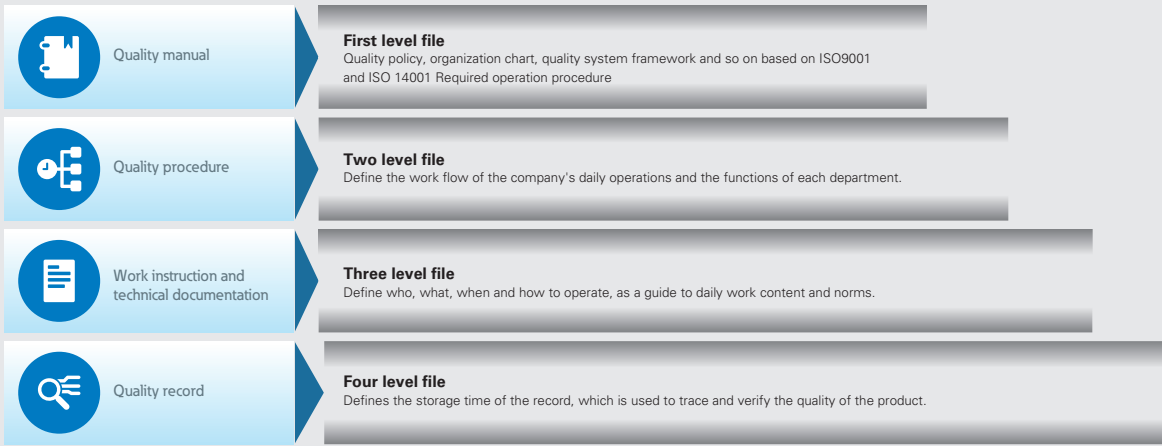 Quality manual
First level file
Quality policy, organization chart, quality system framework and so on based on ISO9001
and ISO 14001 Required operation procedure
Quality procedure
Two level file
Define the work flow of the company's daily operations and the functions of each department.
Work instruction and
technical documentation
Three level file
Define who, what, when and how to operate, as a guide to daily work content and norms.
Quality record
Four level file
Defines the storage time of the record, which is used to trace and verify the quality of the product.